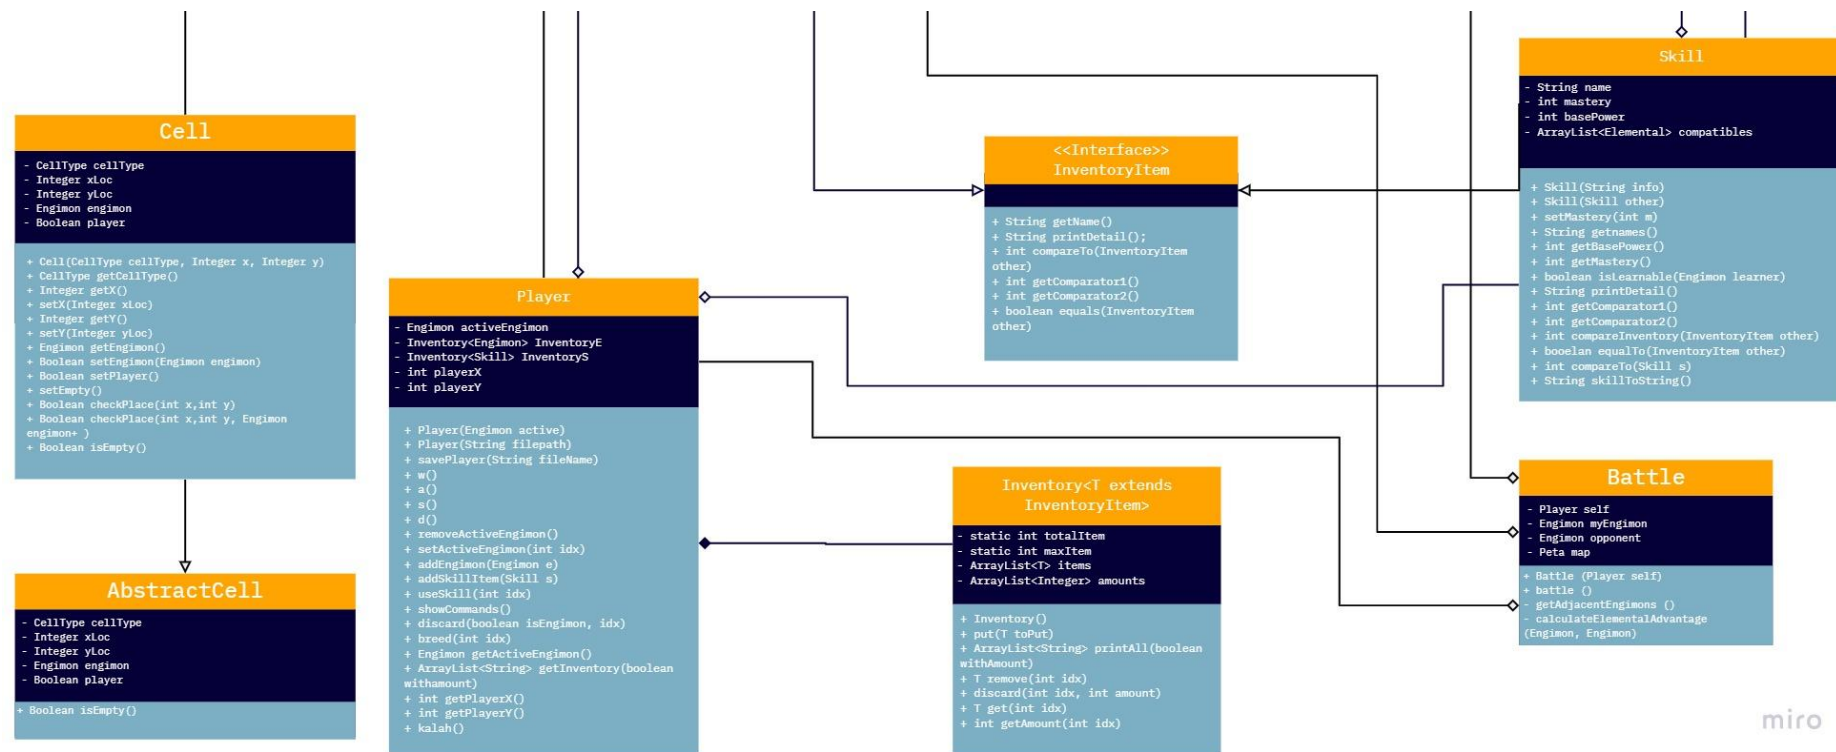 Cell
- CellType cellType
- Integer xLoc
- Integer yLoc
- Engimon engimon
- Boolean player
+ Cell(CellType cellType, Integer x, Integer y)
+ CellType getCellType()
+ Integer getX()
+ setX(Integer xLoc)
+ Integer getY()
+ setY(Integer yLoc)
+ Engimon getEngimon()
+ Boolean setEngimon(Engimon engimon)
+ Boolean setPlayer()
+ setEmpty()
+ Boolean checkPlace(int x,int y)
+ Boolean checkPlace(int x,int y, Engimon
engimon+ )
+ Boolean isEmpty()
AbstractCell
- CellType cellType
- Integer xLoc
- Integer yLoc
- Engimon engimon
- Boolean player
+ Boolean isEmpty()
Player
- Engimon activeEngimon
- Inventory<Engimon> InventoryE
- Inventory<Skill> InventoryS
- int playerX
- int playerY
+ Player(Engimon active)
+ Player(String filepath)
+ savePlayer(String fileName)
+ w()
+ a()
+ s()
+ d()
+ removeActiveEngimon()
+ setActiveEngimon(int idx)
+ addEngimon(Engimon e)
+ addSkillItem(Skill s)
+ useSkill(int idx)
+ showCommands()
+ discard(boolean isEngimon, idx)
+ breed(int idx)
+ Engimon getActiveEngimon()
+ ArrayList<String> getInventory(boolean
withamount)
+ int getPlayerX()
+ int getPlayerY()
+ kalah()
<<Interface>>
InventoryItem
+ String getName()
+ String printDetail();
+ int compareTo(InventoryItem
other)
+ int getComparator1()
+ int getComparator2()
+ boolean equals(InventoryItem
other)
Inventory<T extends
InventoryItem>
- static int totalItem
- static int maxItem
- ArrayList<T> items
- ArrayList<Integer> amounts
+ Inventory()
+ put(T toPut)
+ ArrayList<String> printAll(boolean
withAmount)
+ T remove(int idx)
+ discard(int idx, int amount)
+ T get(int idx)
+ int getAmount(int idx)
Skill
- String name
- int mastery
- int basePower
- ArrayList<Elemental> compatibles
+ Skill(String info)
+ Skill(Skill other)
+ setMastery(int m)
+ String getnames()
+ int getBasePower()
+ int getMastery()
+ boolean isLearnable(Engimon learner)
+ String printDetail()
+ int getComparator1()
+ int getComparator2()
+ int compareInventory(InventoryItem other)
+ booelan equalTo(InventoryItem other)
+ int compareTo(Skill s)
+ String skillToString()
Battle
- Player self
- Engimon myEngimon
- Engimon opponent
- Peta map
+ Battle (Player self)
+ battle ()
- getAdjacentEngimons ()
- calculateElementalAdvantage
(Engimon, Engimon)
miro